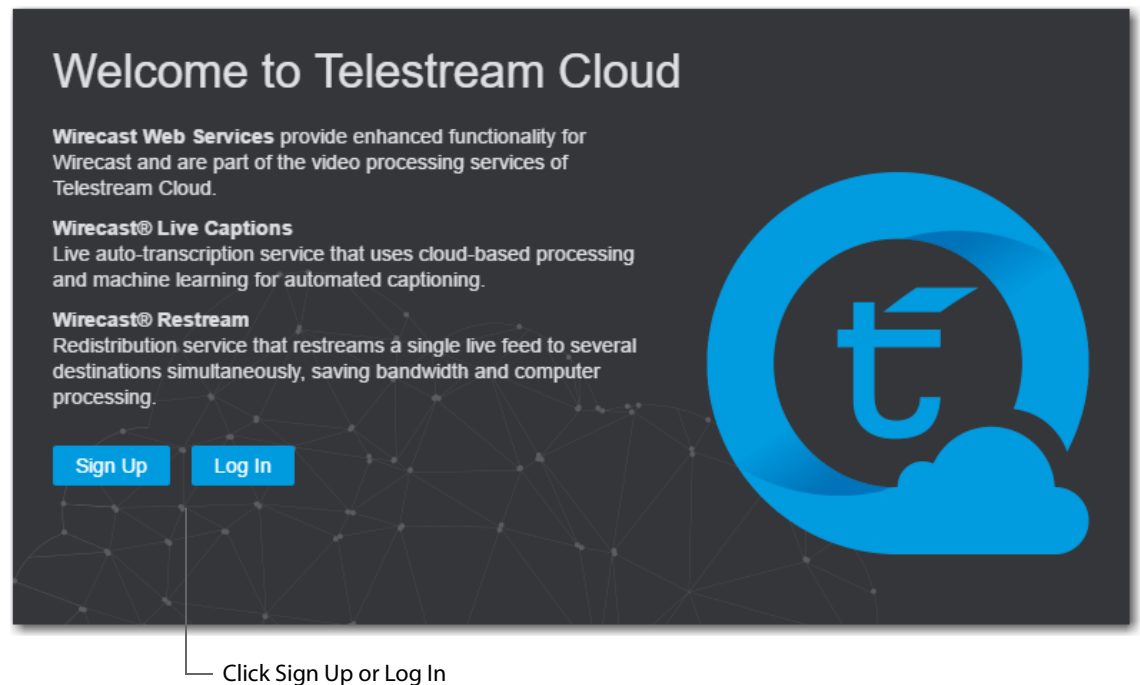 Welcome to Telestream Cloud
Wirecast Web Services provide enhanced functionality for
Wirecast and are part of the video processing services of
Telestream Cloud.
Wirecast® Live Captions
Live auto-transcription service that uses cloud-based processing
and machine learning for automated captioning.
Wirecast® Restream
Redistribution service that restreams a single live feed to several
destinations simultaneously, saving bandwidth and computer
processing.
Sign Up
Log In
Click Sign Up or Log In